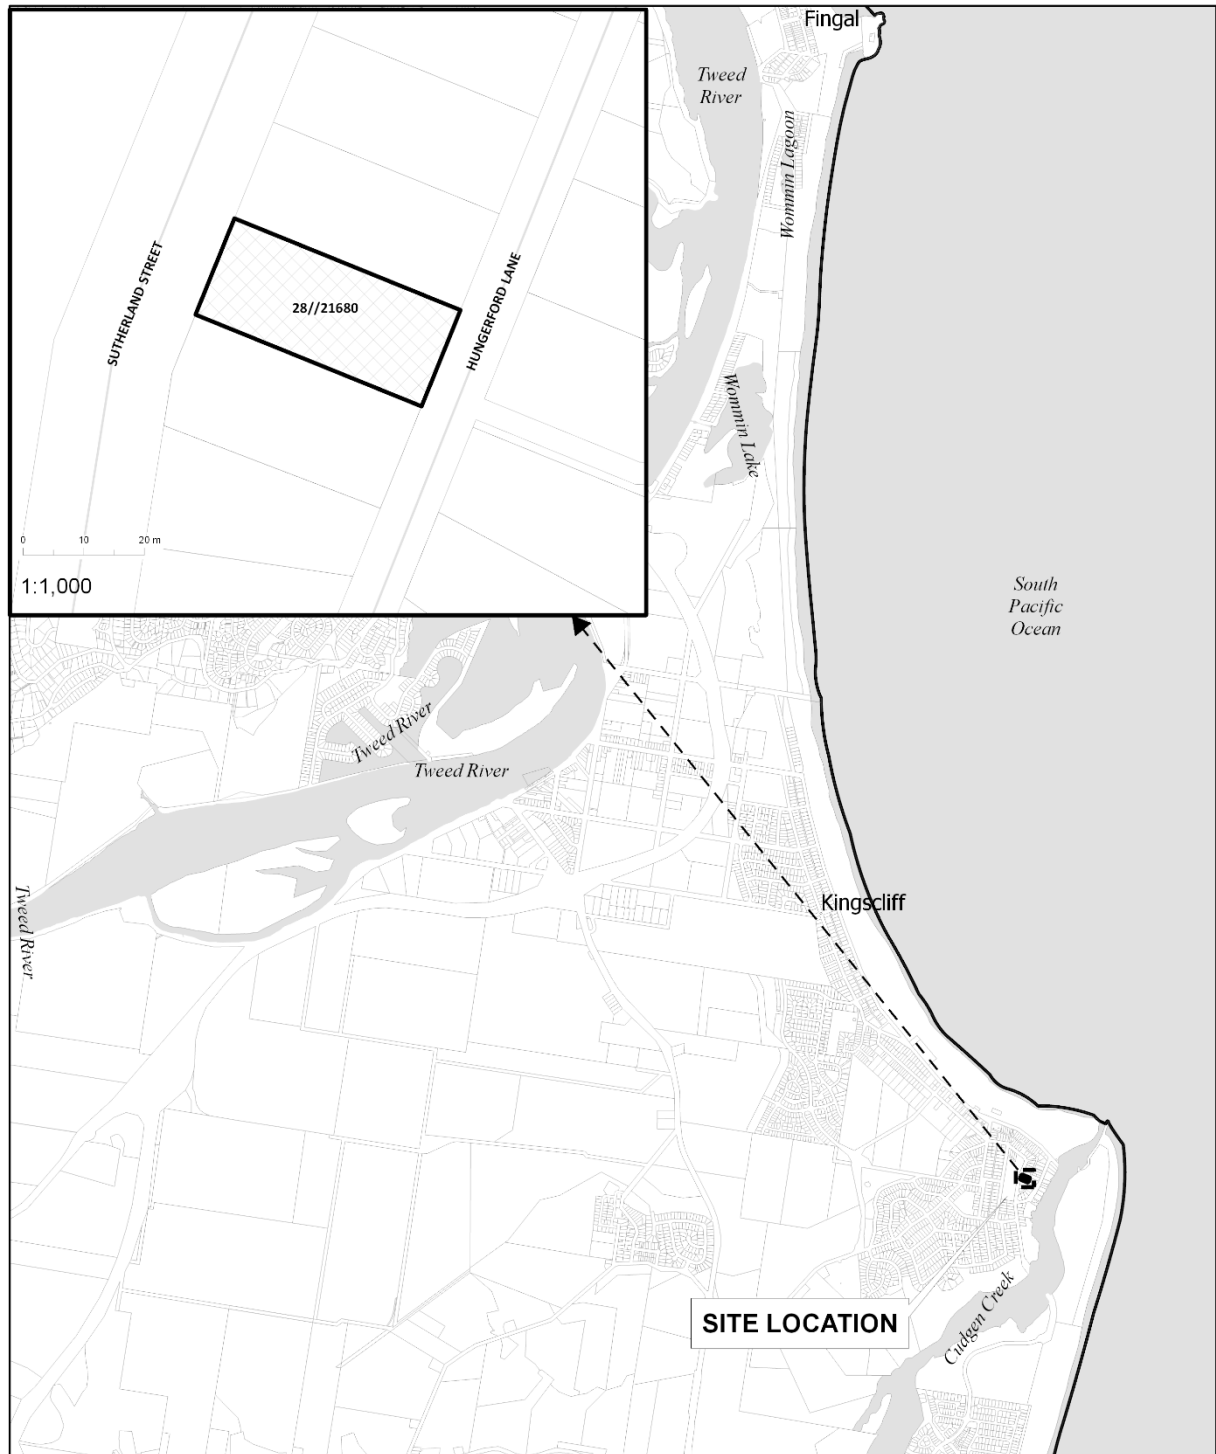 Fingal
Tweed
River
Wommin Lagoon
SUTHERLAND STREET
28//21680
HUNGERFORD LANE
Wommin Lake
0 10 20 m
1:1,000
South
Pacific
Ocean
Tweed River
Tweed River
Tweed River
Kingscliff
SITE LOCATION
Cudgen Creek